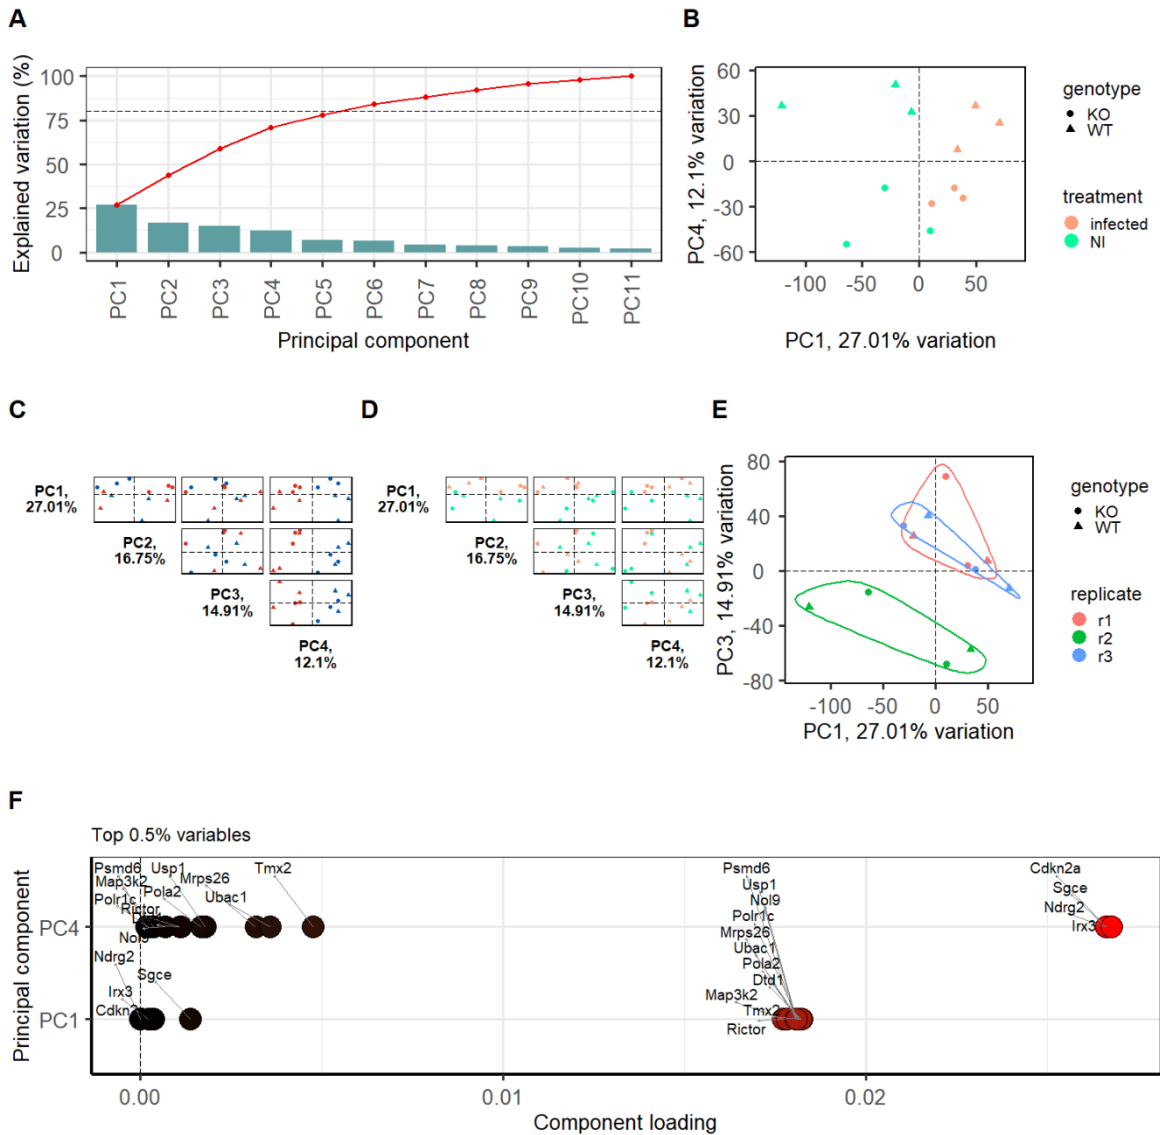 A
Explained variation (%)
100
75
50
25
0
PC1
PC2
PC3
PC4
PC5
PC6
PC7
PC8
PC9
PC10
PC11
Principal component
B
PC4, 12.1% variation
60
30
0
-30
-60
-100
-50
0
50
PC1, 27.01% variation
genotype
KO
WT
treatment
infected
NI
C
PC1,
27.01%
PC2,
16.75%
PC3,
14.91%
PC4,
12.1%
D
PC1,
27.01%
PC2,
16.75%
PC3,
14.91%
PC4,
12.1%
E
PC3, 14.91% variation
80
40
0
-40
-80
-100
-50
0
50
PC1, 27.01% variation
genotype
KO
WT
replicate
r1
r2
r3
F
Top 0.5% variables
Principal component
PC4
PC1
Psmd6
Usp1
Tmx2
Map3k2
Mrps26
Polr1c
Pola2
Ubac1
Rictor
Dtd1
Nol9
Ndrg2
Sgce
Irx3
Psmd6
Usp1
Nol9
Polr1c
Mrps26
Ubac1
Pola2
Dtd1
Map3k2
Tmx2
Rictor
Cdkn2a
Sgce
Ndrg2
Irx3
0.00
0.01
0.02
Component loading